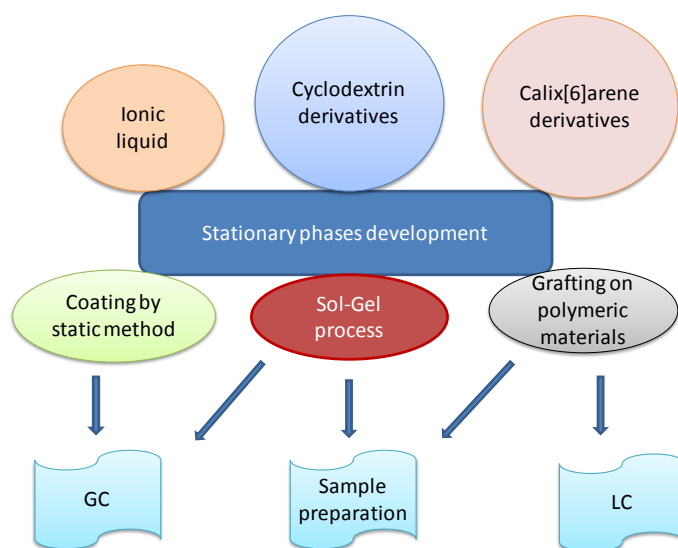 Ionic
liquid
Cyclodextrin
derivatives
Calix[6]arene
derivatives
Stationary phases development
Coating by
static method
Sol-Gel
process
Grafting on
polymeric
materials
GC
Sample
preparation
LC